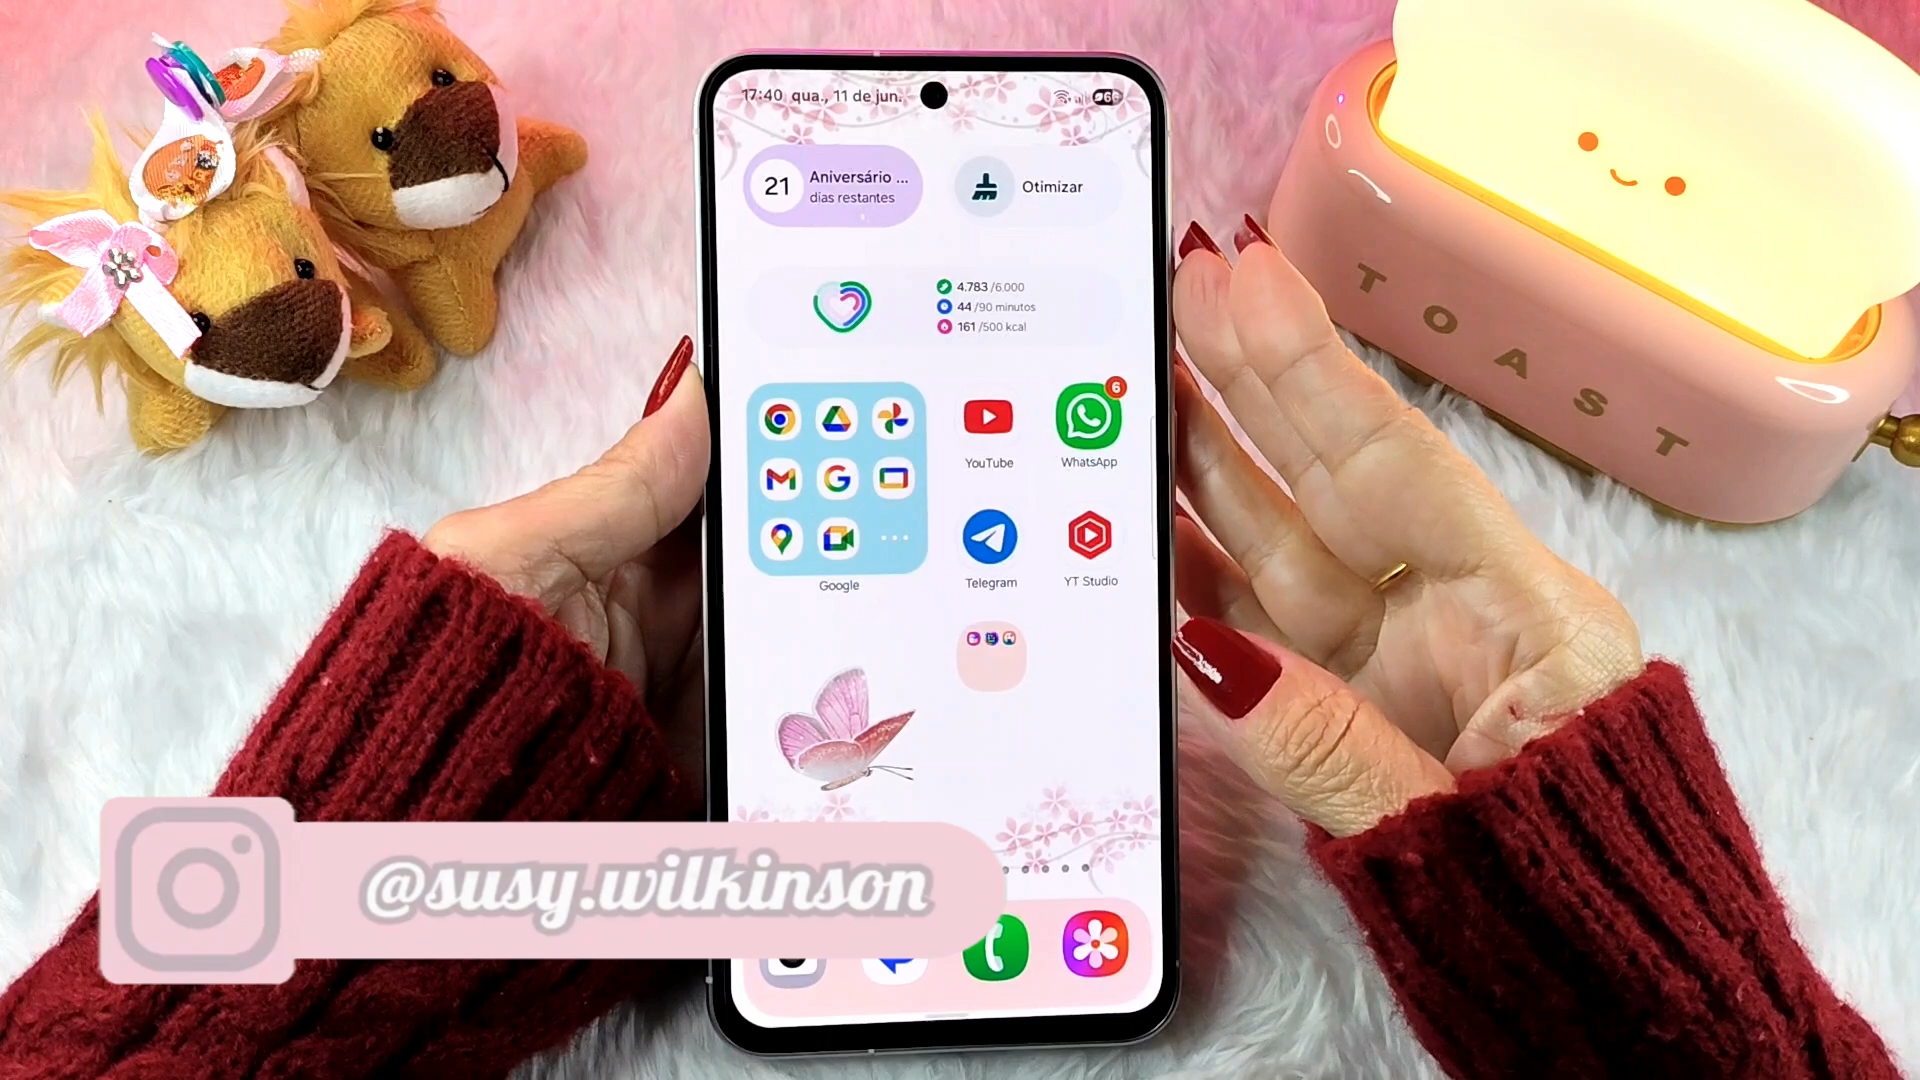 17:40 qua., 11 de jun.
66
21
Aniversário ...
dias restantes
Otimizar
4.783 /6.000
44 /90 minutos
161 /500 kcal
6
YouTube
WhatsApp
Google
Telegram
YT Studio
TOAST
@susy.wilkinson